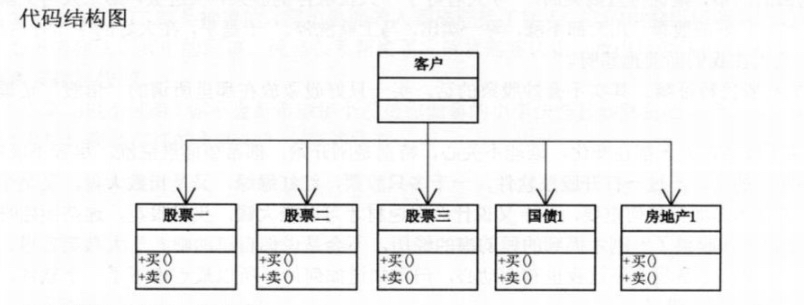 代码结构图
客户
股票一
股票二
股票三
国债1
房地产1
+买()
+卖()
+买()
+卖()
+买()
+卖()
+买()
+卖()
+买()
+卖()